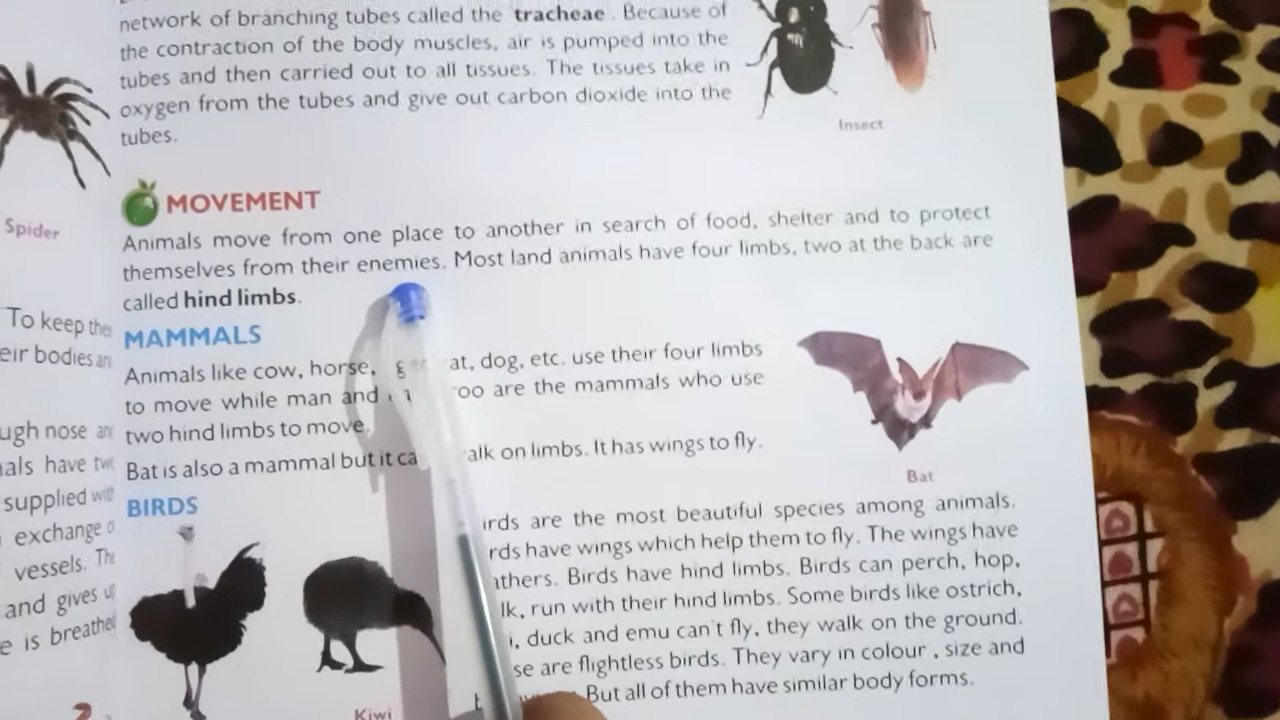 network of branching tubes called the tracheae. Because of
the contraction of the body muscles, air is pumped into the
tubes and then carried out to all tissues. The tissues take in
oxygen from the tubes and give out carbon dioxide into the
tubes.
Insect
Spider
MOVEMENT
Animals move from one place to another in search of food, shelter and to protect
themselves from their enemies. Most land animals have four limbs, two at the back are
called hind limbs.
To keep
eir bodies
MAMMALS
Animals like cow, horse, at, dog, etc. use their four limbs
to move while man and oo are the mammals who use
two hind limbs to move.
Bat is also a mammal but it ca alk on limbs. It has wings to fly.
Bat
ugh nose
als have
supplied
exchange
vessels. The
and gives
e is breathed
BIRDS
irds are the most beautiful species among animals.
rds have wings which help them to fly. The wings have
athers. Birds have hind limbs. Birds can perch, hop,
lk, run with their hind limbs. Some birds like ostrich,
, duck and emu can't fly, they walk on the ground.
se are flightless birds. They vary in colour , size and
But all of them have similar body forms.
Kiwi